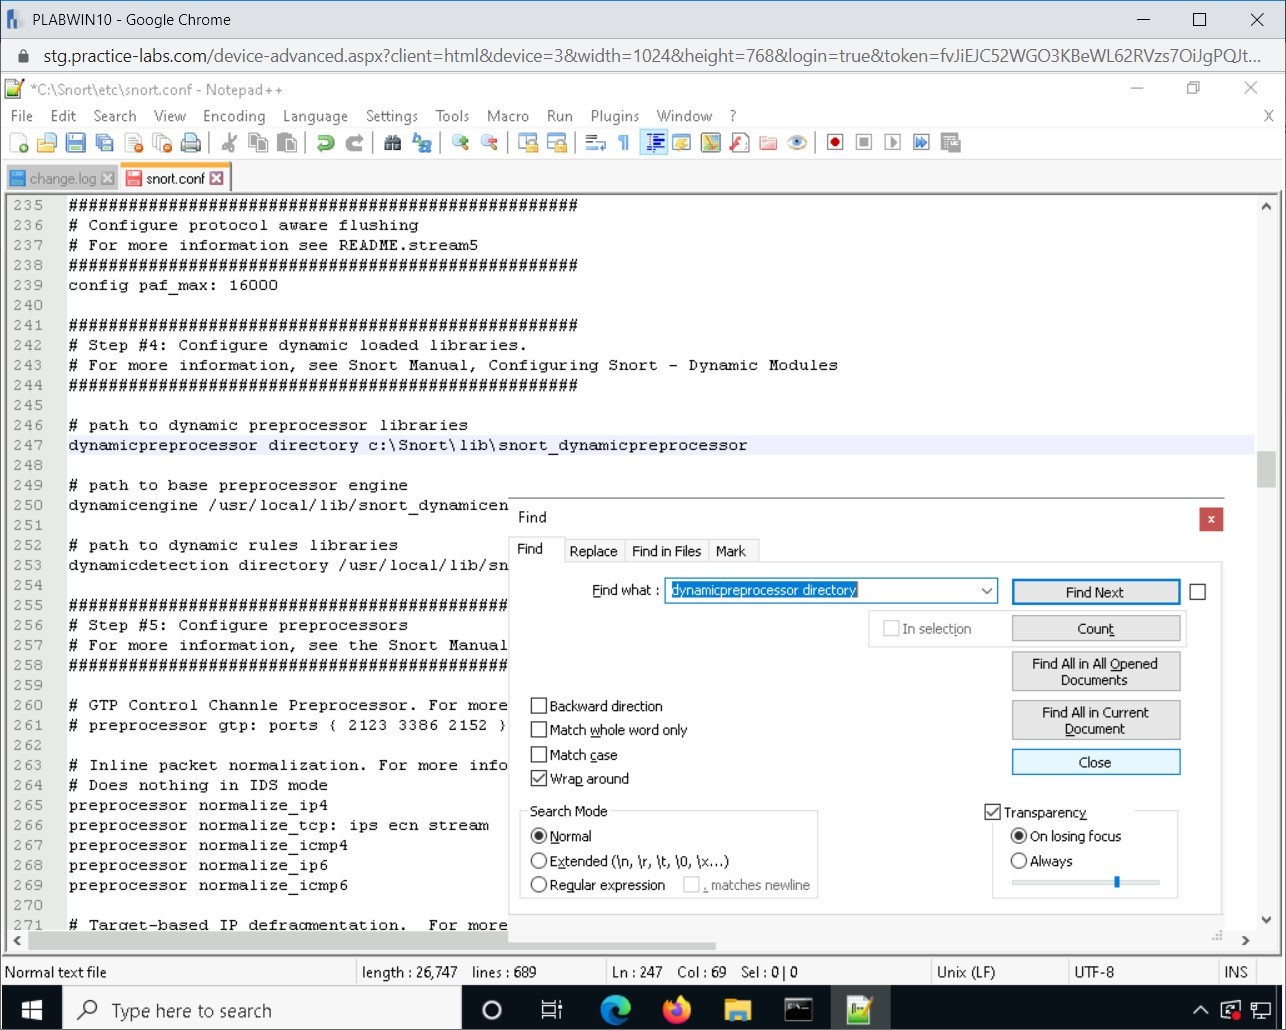 PLABWIN10 - Google Chrome
stg.practice-labs.com/device-advanced.aspx?client=html&device=3&width=1024&height=768&login=true&token=fvJiEJC52WGO3KBeWL62RVzs7OiJgPQJt...
*C:\Snort\etc\snort.conf - Notepad++
File Edit Search View Encoding Language Settings Tools Macro Run Plugins Window ? X
change.log snort.conf
235 ###################################################
236 # Configure protocol aware flushing
237 # For more information see README.stream5
238 ###################################################
239 config paf_max: 16000
240
241 ###################################################
242 # Step #4: Configure dynamic loaded libraries.
243 # For more information, see Snort Manual, Configuring Snort - Dynamic Modules
244 ###################################################
245
246 # path to dynamic preprocessor libraries
247 dynamicpreprocessor directory c:\Snort\lib\snort_dynamicpreprocessor
248
249 # path to base preprocessor engine
250 dynamicengine /usr/local/lib/snort_dynamicen
251
252 # path to dynamic rules libraries
253 dynamicdetection directory /usr/local/lib/sn
254
255 ############################################
256 # Step #5: Configure preprocessors
257 # For more information, see the Snort Manual
258 ############################################
259
260 # GTP Control Channle Preprocessor. For more
261 # preprocessor gtp: ports { 2123 3386 2152 }
262
263 # Inline packet normalization. For more info
264 # Does nothing in IDS mode
265 preprocessor normalize_ip4
266 preprocessor normalize_tcp: ips ecn stream
267 preprocessor normalize_icmp4
268 preprocessor normalize_ip6
269 preprocessor normalize_icmp6
270
271 # Target-based IP defragmentation. For more
Find
Find Replace Find in Files Mark
Find what : dynamicpreprocessor directory
Find Next
In selection
Count
Find All in All Opened
Documents
Find All in Current
Document
Close
Backward direction
Match whole word only
Match case
Wrap around
Search Mode
Normal
Extended (\n, \r, \t, \0, \x...)
Regular expression . matches newline
Transparency
On losing focus
Always
Normal text file length : 26,747 lines : 689 Ln : 247 Col : 69 Sel : 0 | 0 Unix (LF) UTF-8 INS
Type here to search